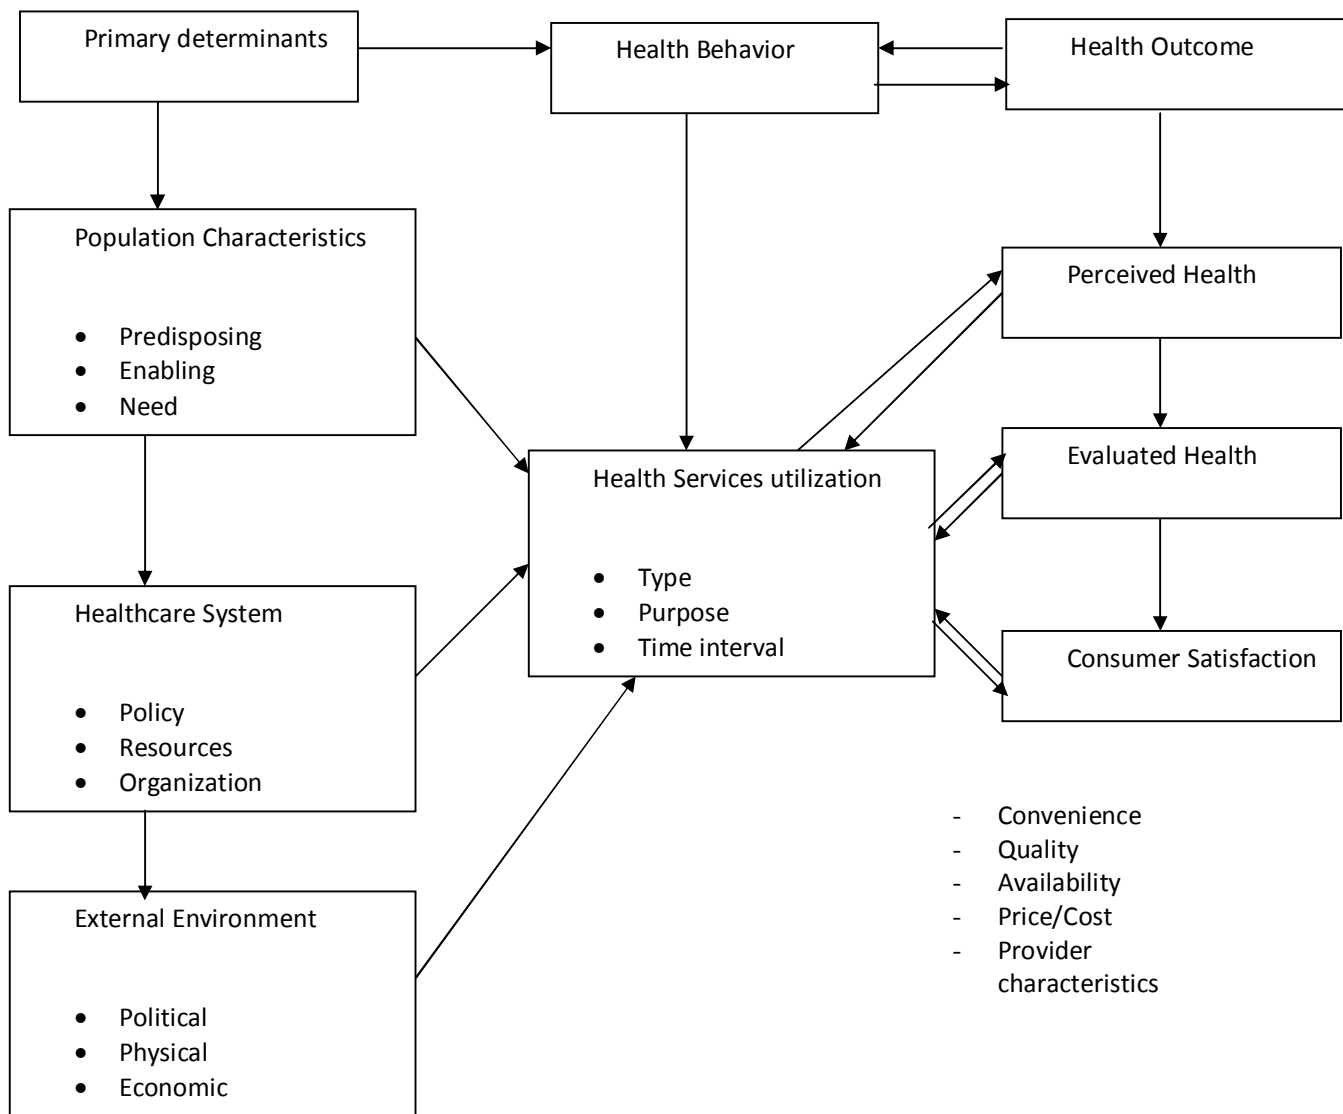 Primary determinants
Health Behavior
Health Outcome
Population Characteristics
• Predisposing
• Enabling
• Need
Perceived Health
Evaluated Health
Health Services utilization
• Type
• Purpose
• Time interval
Healthcare System
• Policy
• Resources
• Organization
Consumer Satisfaction
- Convenience
- Quality
- Availability
- Price/Cost
- Provider
characteristics
External Environment
• Political
• Physical
• Economic